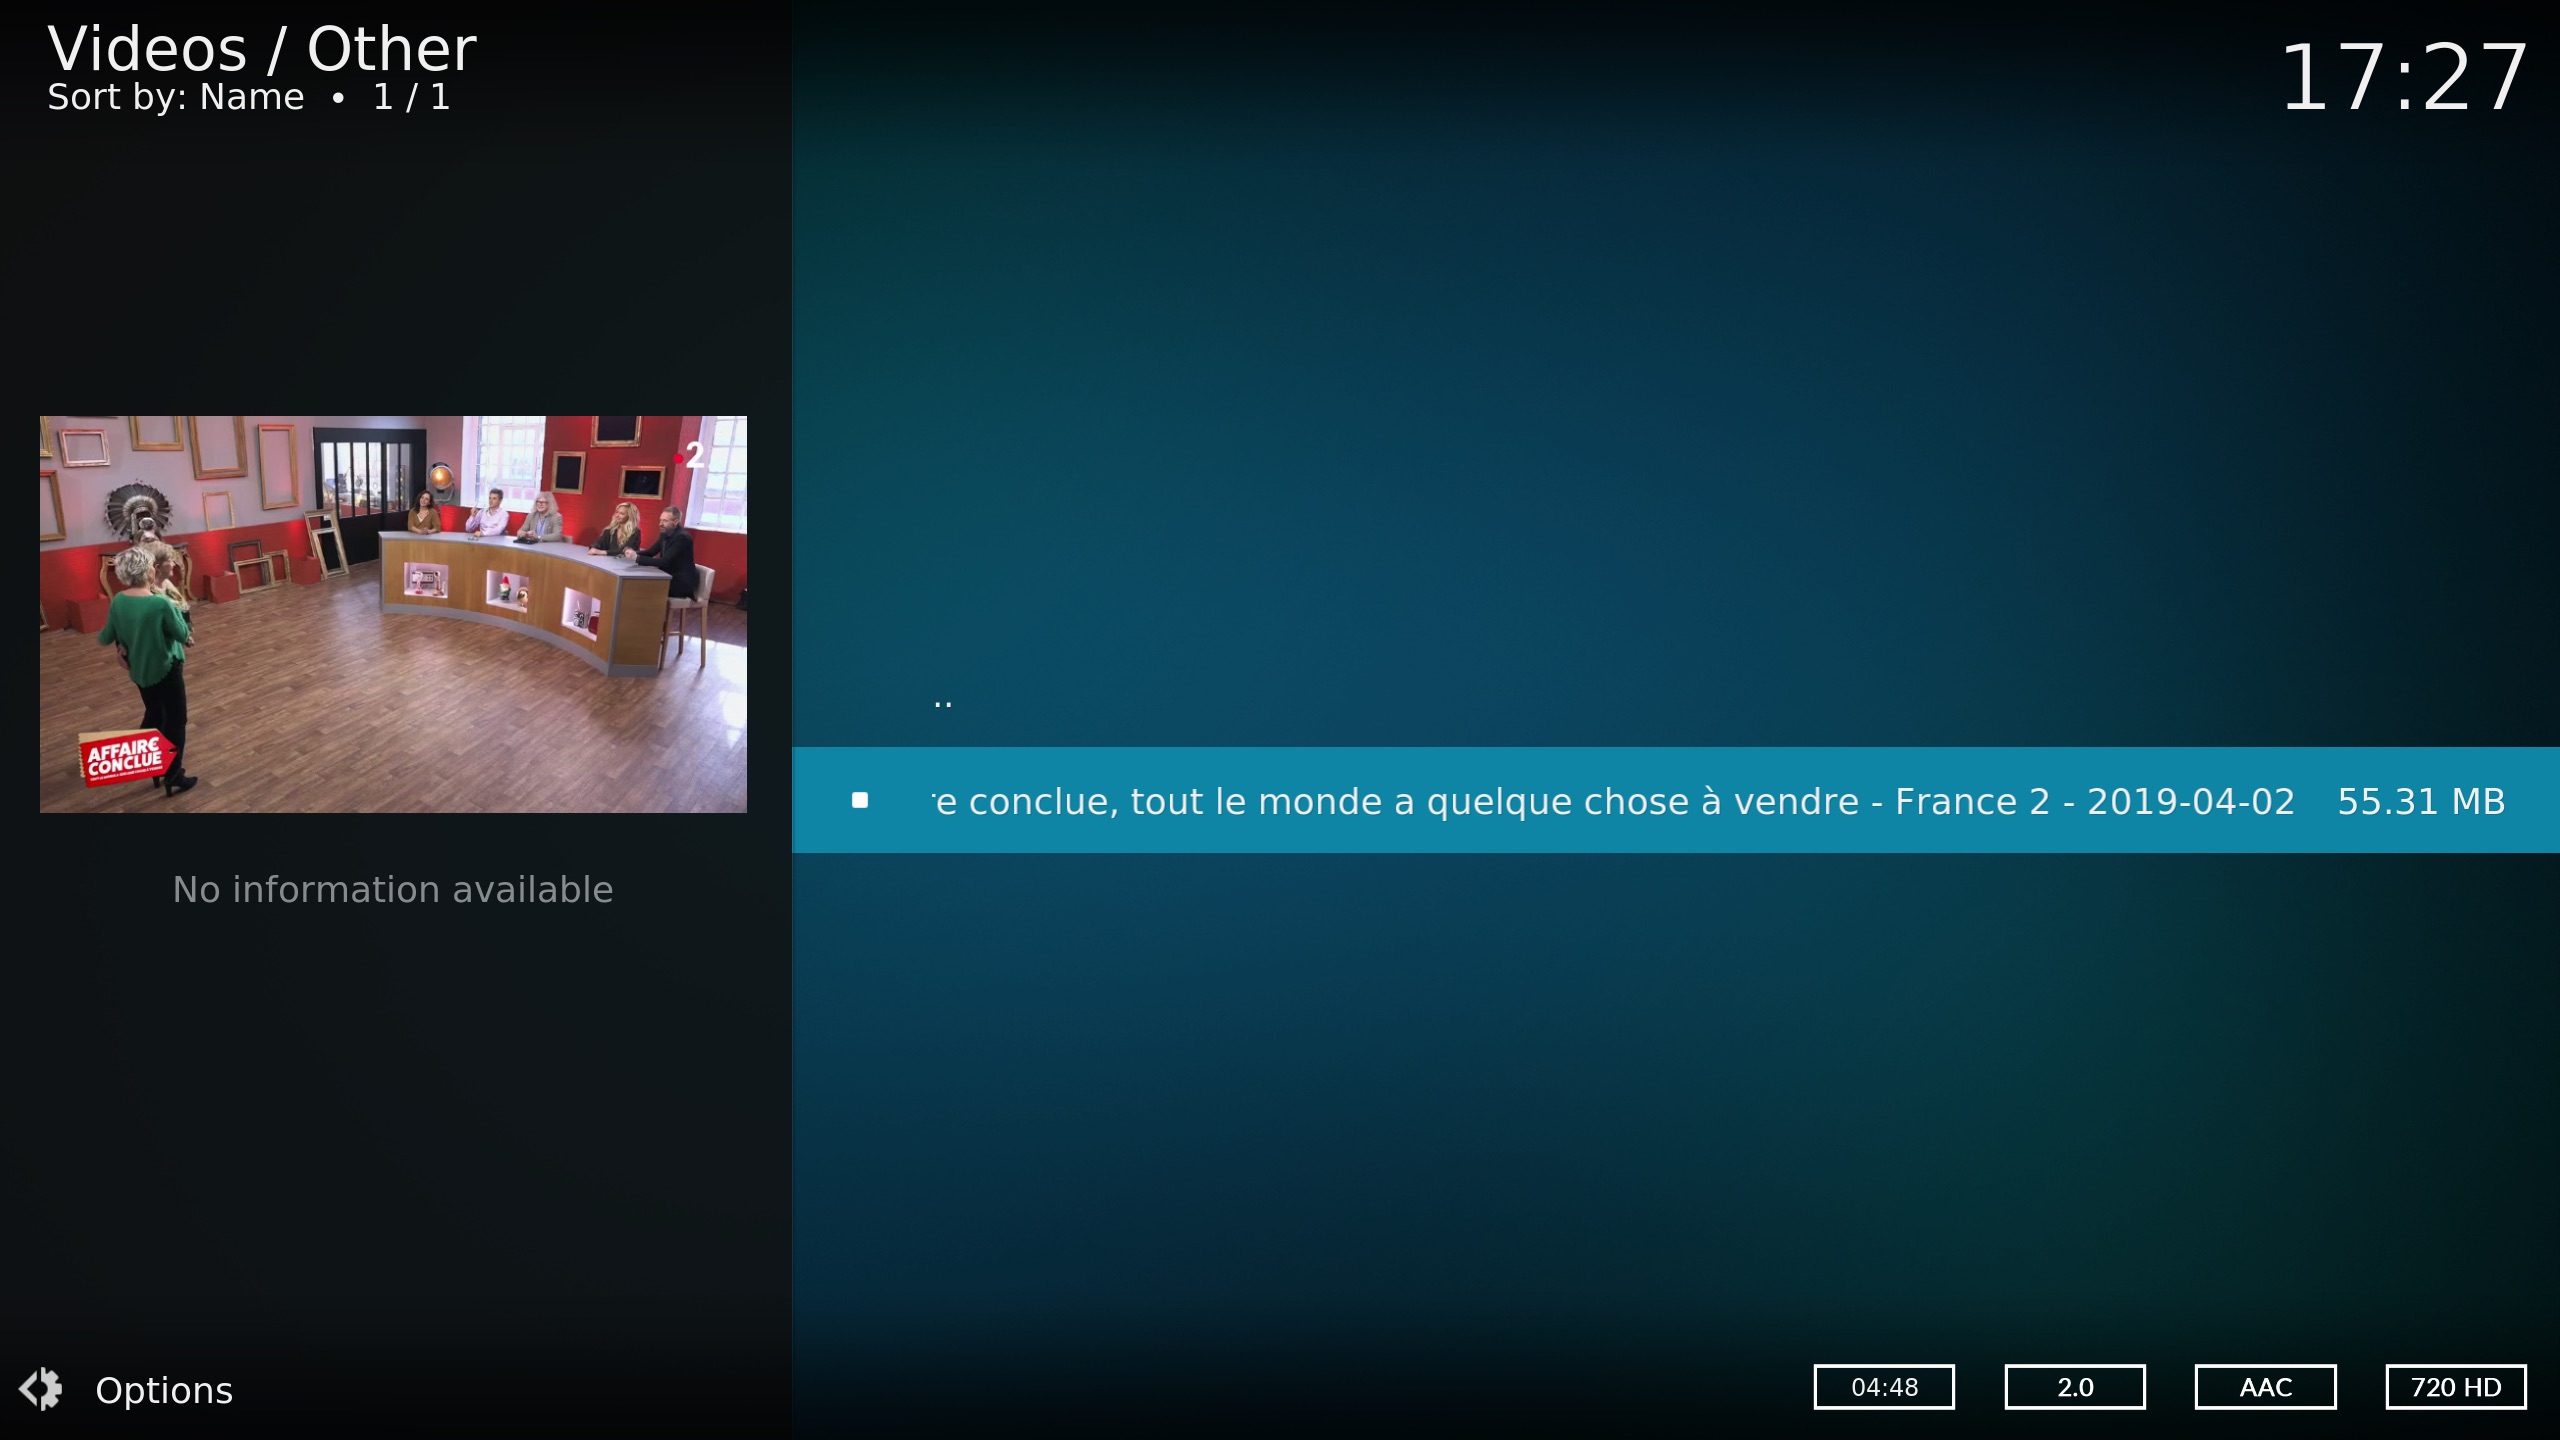 Videos / Other
Sort by: Name • 1 / 1
17:27
2
AFFAIRE
CONCLUE
No information available
..
e conclue, tout le monde a quelque chose à vendre - France 2 - 2019-04-02 55.31 MB
Options
04:48
2.0
AAC
720 HD